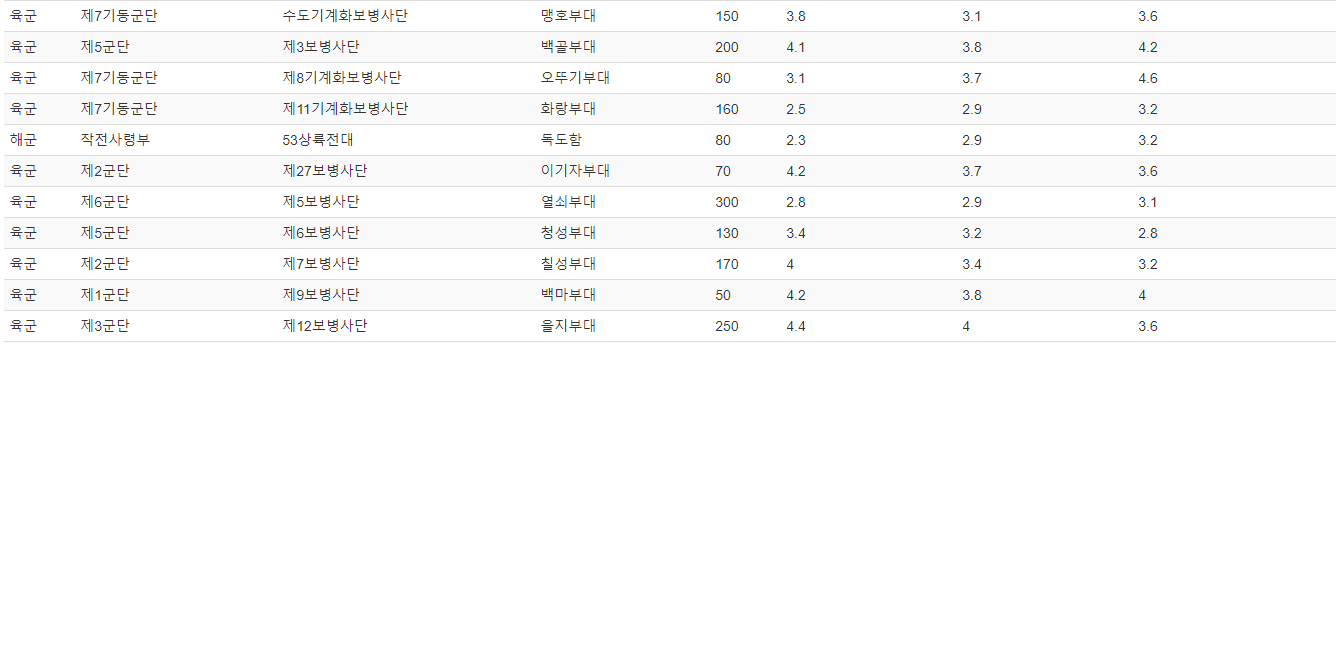 육군 제7기동군단 수도기계화보병사단 맹호부대 150 3.8 3.1 3.6
육군 제5군단 제3보병사단 백골부대 200 4.1 3.8 4.2
육군 제7기동군단 제8기계화보병사단 오뚜기부대 80 3.1 3.7 4.6
육군 제7기동군단 제11기계화보병사단 화랑부대 160 2.5 2.9 3.2
해군 작전사령부 53상륙전대 독도함 80 2.3 2.9 3.2
육군 제2군단 제27보병사단 이기자부대 70 4.2 3.7 3.6
육군 제6군단 제5보병사단 열쇠부대 300 2.8 2.9 3.1
육군 제5군단 제6보병사단 청성부대 130 3.4 3.2 2.8
육군 제2군단 제7보병사단 칠성부대 170 4 3.4 3.2
육군 제1군단 제9보병사단 백마부대 50 4.2 3.8 4
육군 제3군단 제12보병사단 을지부대 250 4.4 4 3.6